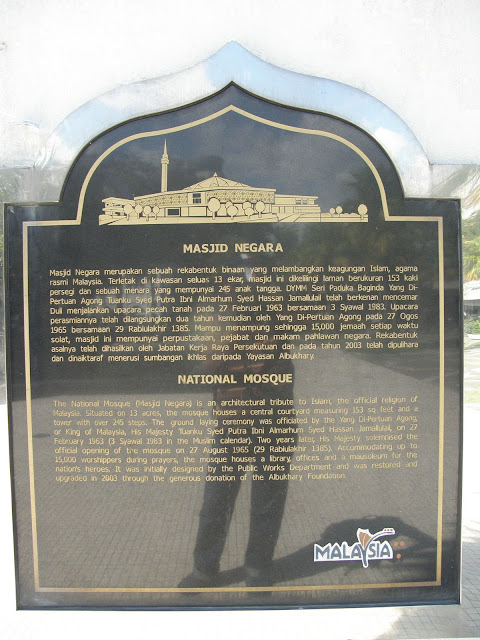 MASJID NEGARA
Masjid Negara merupakan sebuah rekabentuk binaan yang melambangkan keagungan Islam, agama
rasmi Malaysia. Terletak di kawasan seluas 13 ekar, masjid ini dikelilingi laman berukuran 153 kaki
persegi dan sebuah menara yang mempunyai 245 anak tangga. DYMM Seri Paduka Baginda Yang Di-
Pertuan Agong Tuanku Syed Putra Ibni Almarhum Syed Hassan Jamallulail telah berkenan mencemar
Duli menjalankan upacara pecah tanah pada 27 Februari 1963 bersamaan 3 Syawal 1983. Upacara
perasmiannya telah dilangsungkan dua tahun kemudian oleh Yang Di-Pertuan Agong pada 27 Ogos
1965 bersamaan 29 Rabiulakhir 1385. Mampu menampung sehingga 15,000 jemaah setiap waktu
solat, masjid ini mempunyai perpustakaan, pejabat dan makam pahlawan negara. Rekabentuk
asalnya telah dihasilkan oleh Jabatan Kerja Raya Persekutuan dan pada tahun 2003 telah dipulihara
dan dinaiktaraf menerusi sumbangan ikhlas daripada Yayasan Albukhary.
NATIONAL MOSQUE
The National Mosque (Masjid Negara) is an architectural tribute to Islam, the official religion of
Malaysia. Situated on 13 acres, the mosque houses a central courtyard measuring 153 sq feet and a
tower with over 245 steps. The ground laying ceremony was officiated by the Yang Di-Pertuan Agong,
or King of Malaysia, His Majesty Tuanku Syed Putra Ibni Almarhum Syed Hassan Jamallulail, on 27
February 1963 (3 Syawal 1963 in the Muslim calendar). Two years later, His Majesty solemnised the
official opening of the mosque on 27 August 1965 (29 Rabiulakhir 1385). Accommodating up to
15,000 worshippers during prayers, the mosque houses a library, offices and a mausoleum for the
nation's heroes. It was initially designed by the Public Works Department and was restored and
upgraded in 2003 through the generous donation of the Albukhary Foundation.
MALAYSIA